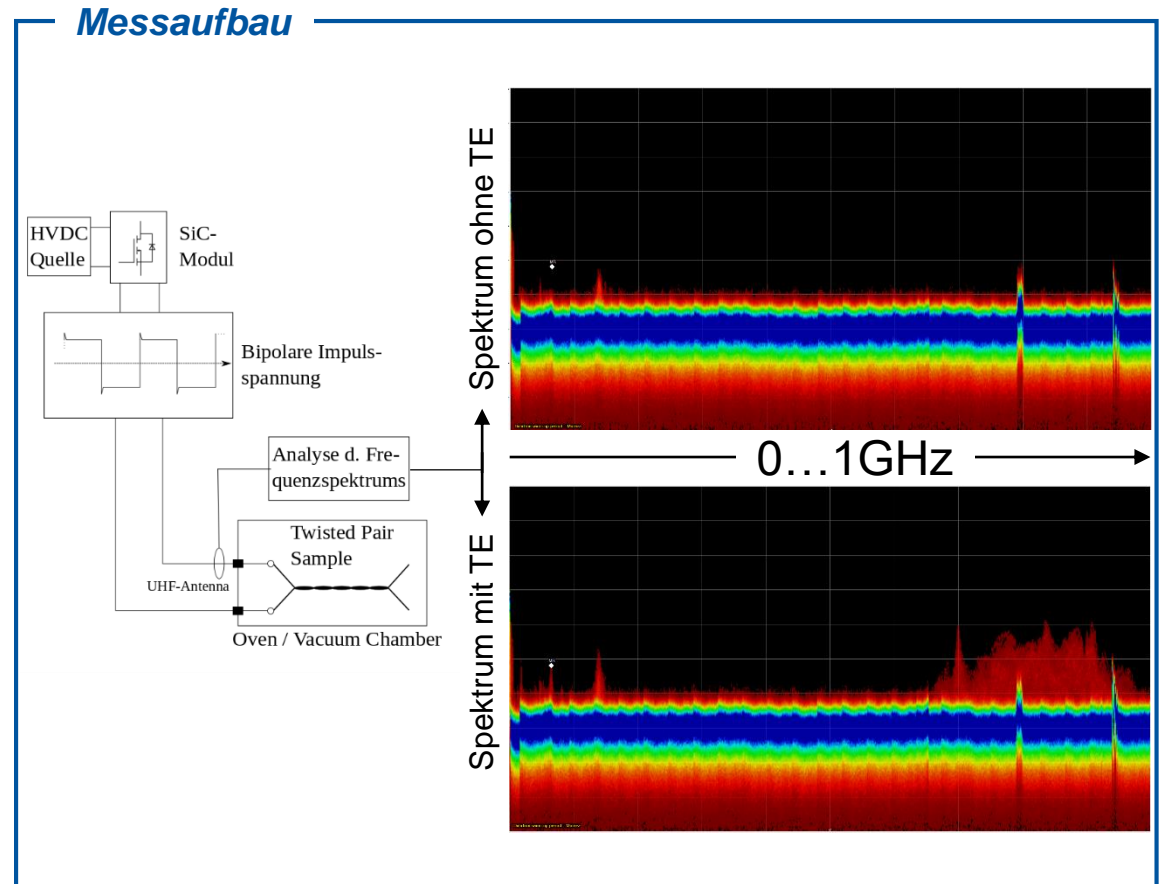 Messaufbau
HVDC
Quelle
SiC-
Modul
Bipolare Impuls-
spannung
Analyse d. Fre-
quenzspektrums
Twisted Pair
Sample
UHF-Antenna
Oven / Vacuum Chamber
Spektrum ohne TE
0...1GHz
Spektrum mit TE